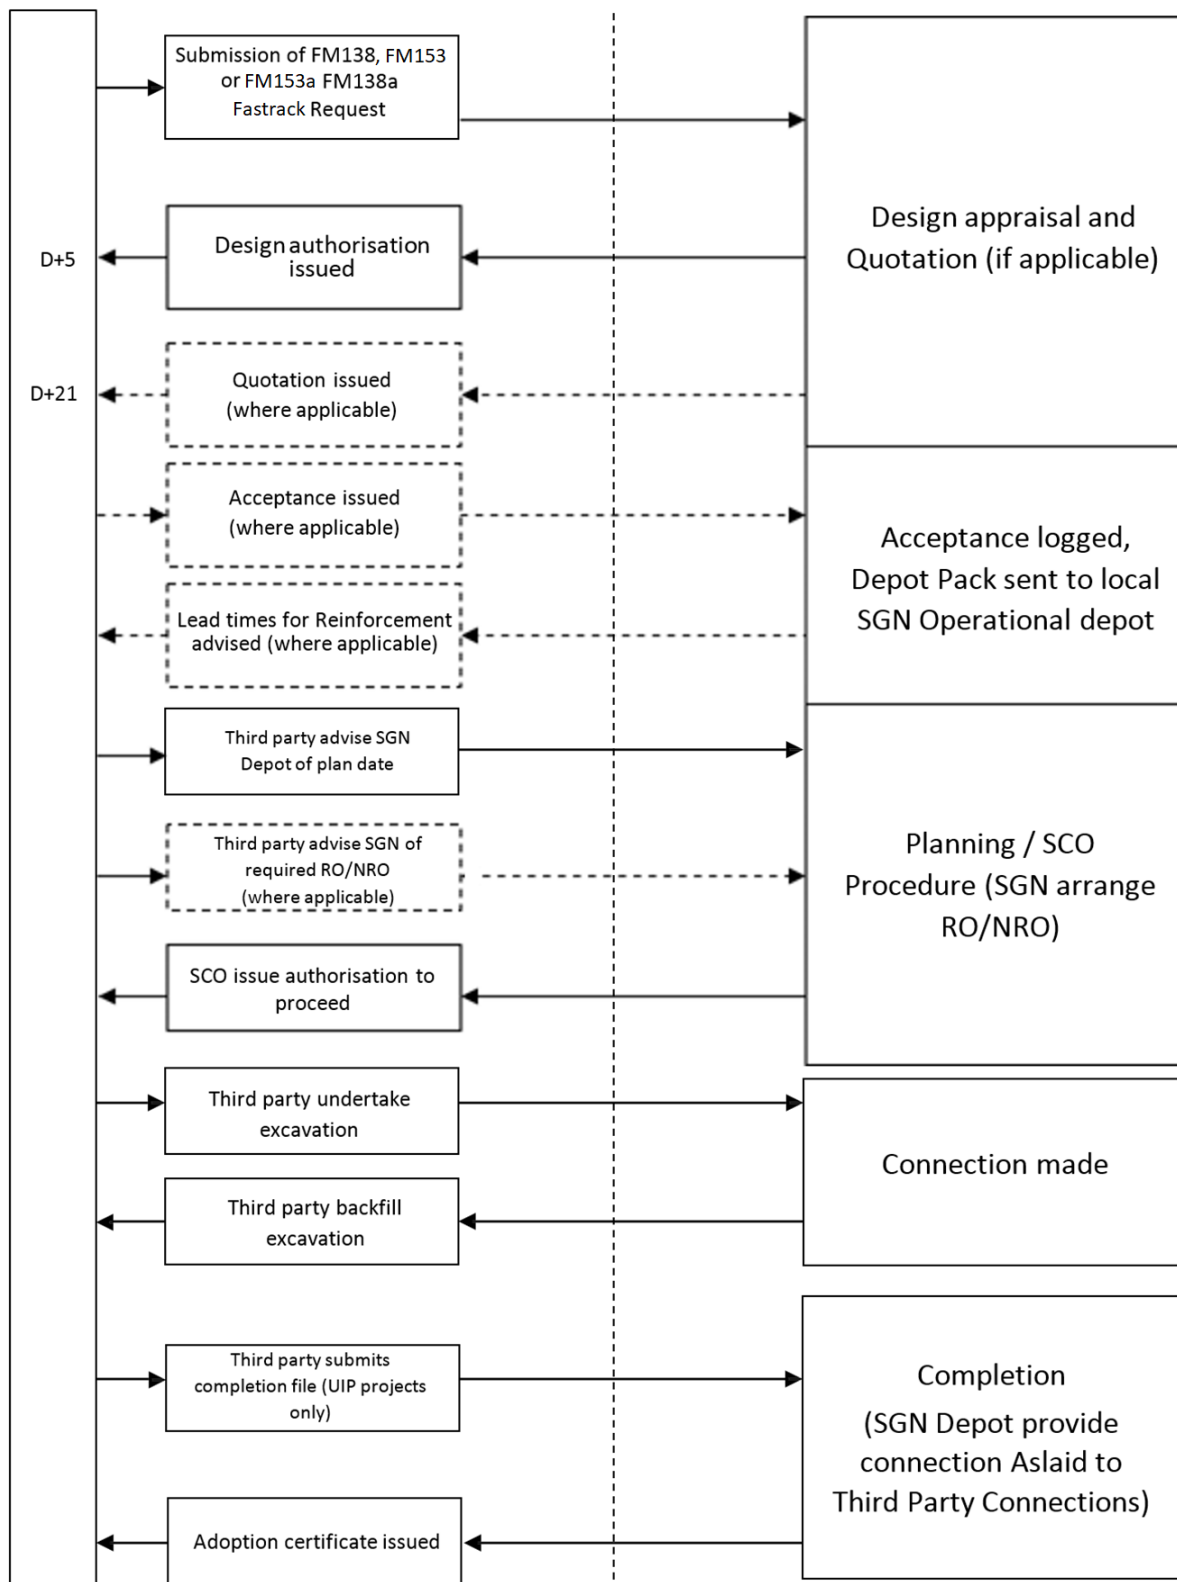 Submission of FM138, FM153
or FM153a FM138a
Fastrack Request
Design appraisal and
Quotation (if applicable)
D+5
Design authorisation
issued
D+21
Quotation issued
(where applicable)
Acceptance issued
(where applicable)
Acceptance logged,
Depot Pack sent to local
SGN Operational depot
Lead times for Reinforcement
advised (where applicable)
Third party advise SGN
Depot of plan date
Third party advise SGN of
required RO/NRO
(where applicable)
Planning / SCO
Procedure (SGN arrange
RO/NRO)
SCO issue authorisation to
proceed
Third party undertake
excavation
Connection made
Third party backfill
excavation
Third party submits
completion file (UIP projects
only)
Completion
(SGN Depot provide
connection Aslaid to
Third Party Connections)
Adoption certificate issued